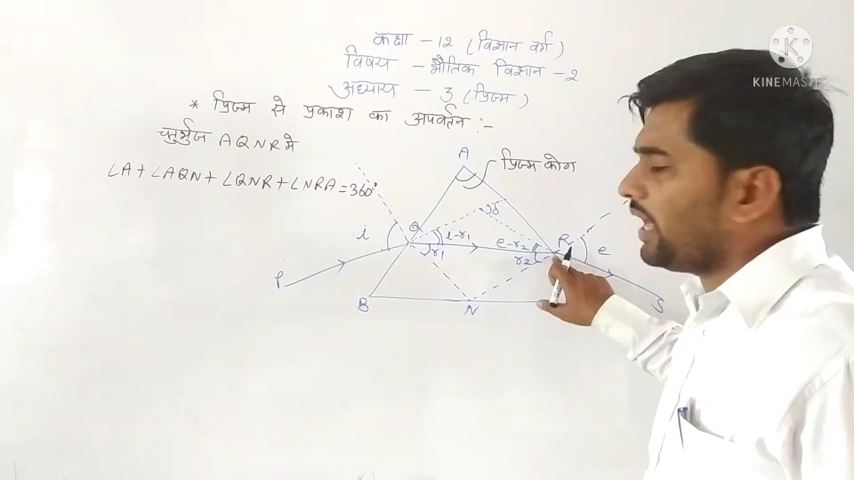 कक्षा - 12 (विज्ञान वर्ग)
विषय - भौतिक विज्ञान - 2
अध्याय - 3 (प्रिज्म)
* प्रिज्म से प्रकाश का अपवर्तन :-
चतुर्भुज AQNR में
∠A + ∠AQN + ∠QNR + ∠NRA = 360°
A
प्रिज्म कोण
δ
Q
R
i
i-r₁
e-r₂
e
r₁
r₂
P
S
B
N
KINEMASTER